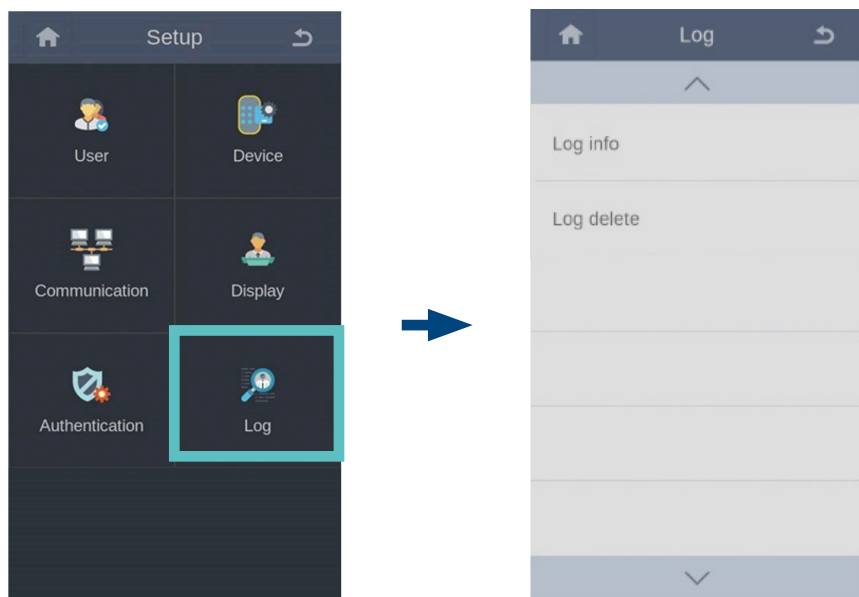 Setup
User
Device
Communication
Display
Authentication
Log
Log
Log info
Log delete